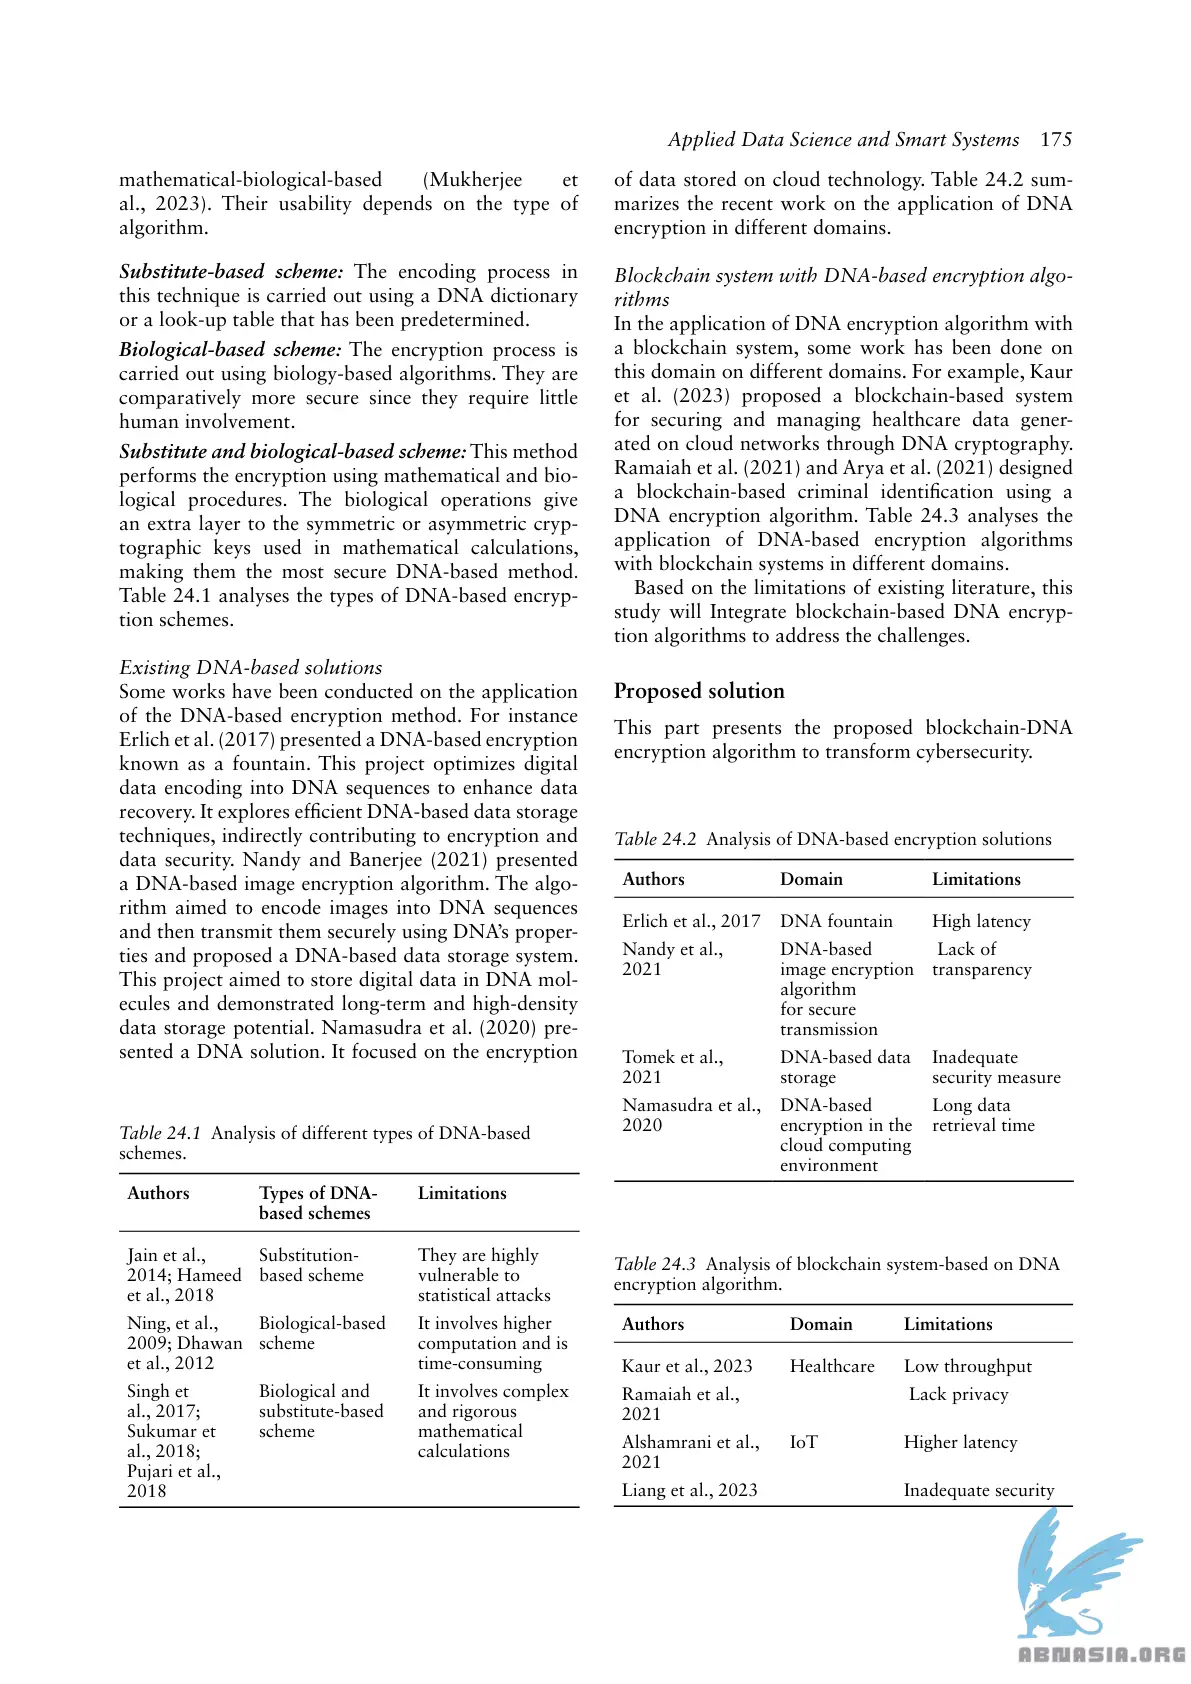 Applied Data Science and Smart Systems 175
mathematical-biological-based (Mukherjee et
al., 2023). Their usability depends on the type of
algorithm.
Substitute-based scheme: The encoding process in
this technique is carried out using a DNA dictionary
or a look-up table that has been predetermined.
Biological-based scheme: The encryption process is
carried out using biology-based algorithms. They are
comparatively more secure since they require little
human involvement.
Substitute and biological-based scheme: This method
performs the encryption using mathematical and bio-
logical procedures. The biological operations give
an extra layer to the symmetric or asymmetric cryp-
tographic keys used in mathematical calculations,
making them the most secure DNA-based method.
Table 24.1 analyses the types of DNA-based encryp-
tion schemes.
Existing DNA-based solutions
Some works have been conducted on the application
of the DNA-based encryption method. For instance
Erlich et al. (2017) presented a DNA-based encryption
known as a fountain. This project optimizes digital
data encoding into DNA sequences to enhance data
recovery. It explores efficient DNA-based data storage
techniques, indirectly contributing to encryption and
data security. Nandy and Banerjee (2021) presented
a DNA-based image encryption algorithm. The algo-
rithm aimed to encode images into DNA sequences
and then transmit them securely using DNA's proper-
ties and proposed a DNA-based data storage system.
This project aimed to store digital data in DNA mol-
ecules and demonstrated long-term and high-density
data storage potential. Namasudra et al. (2020) pre-
sented a DNA solution. It focused on the encryption
Table 24.1 Analysis of different types of DNA-based
schemes.
Authors Types of DNA- Limitations
based schemes
Jain et al., Substitution- They are highly
2014; Hameed based scheme vulnerable to
et al., 2018 statistical attacks
Ning, et al., Biological-based It involves higher
2009; Dhawan scheme computation and is
et al., 2012 time-consuming
Singh et Biological and It involves complex
al., 2017; substitute-based and rigorous
Sukumar et scheme mathematical
al., 2018; calculations
Pujari et al.,
2018
of data stored on cloud technology. Table 24.2 sum-
marizes the recent work on the application of DNA
encryption in different domains.
Blockchain system with DNA-based encryption algo-
rithms
In the application of DNA encryption algorithm with
a blockchain system, some work has been done on
this domain on different domains. For example, Kaur
et al. (2023) proposed a blockchain-based system
for securing and managing healthcare data gener-
ated on cloud networks through DNA cryptography.
Ramaiah et al. (2021) and Arya et al. (2021) designed
a blockchain-based criminal identification using a
DNA encryption algorithm. Table 24.3 analyses the
application of DNA-based encryption algorithms
with blockchain systems in different domains.
Based on the limitations of existing literature, this
study will Integrate blockchain-based DNA encryp-
tion algorithms to address the challenges.
Proposed solution
This part presents the proposed blockchain-DNA
encryption algorithm to transform cybersecurity.
Table 24.2 Analysis of DNA-based encryption solutions
Authors Domain Limitations
Erlich et al., 2017 DNA fountain High latency
Nandy et al., DNA-based Lack of
2021 image encryption transparency
algorithm
for secure
transmission
Tomek et al., DNA-based data Inadequate
2021 storage security measure
Namasudra et al., DNA-based Long data
2020 encryption in the retrieval time
cloud computing
environment
Table 24.3 Analysis of blockchain system-based on DNA
encryption algorithm.
Authors Domain Limitations
Kaur et al., 2023 Healthcare Low throughput
Ramaiah et al., Lack privacy
2021
Alshamrani et al., IoT Higher latency
2021
Liang et al., 2023 Inadequate security
ABNASIA.ORG